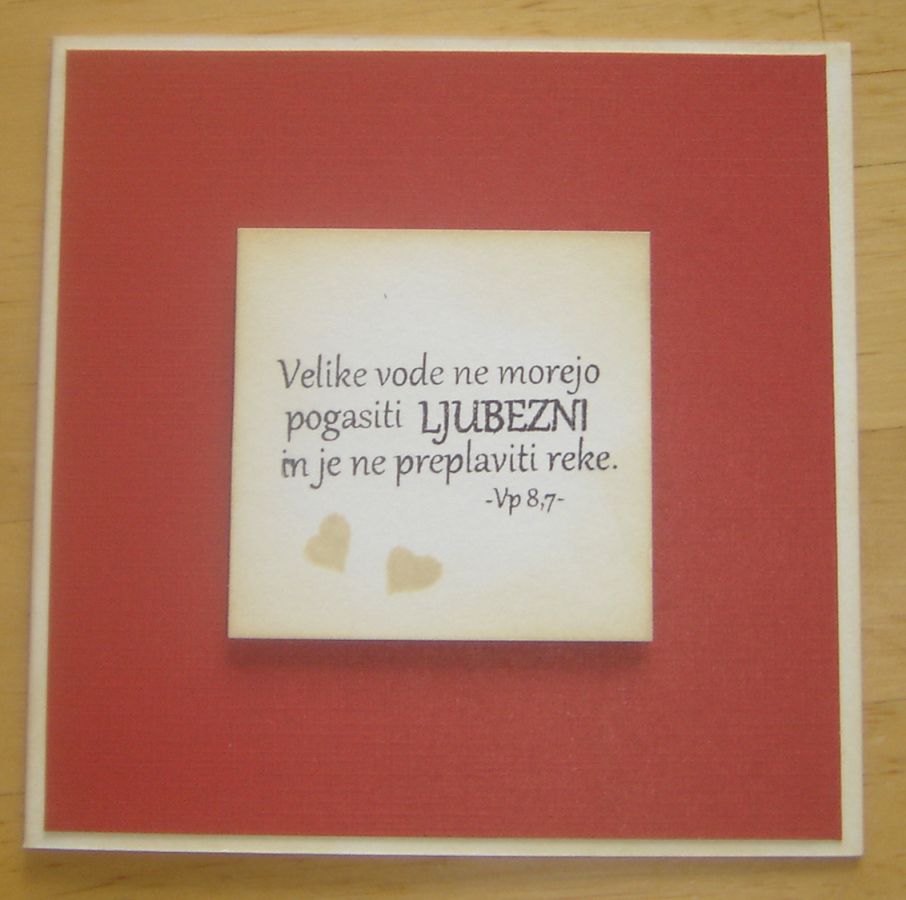 Velike vode ne morejo
pogasiti LJUBEZNI
in je ne preplaviti reke.
-Vp 8,7-